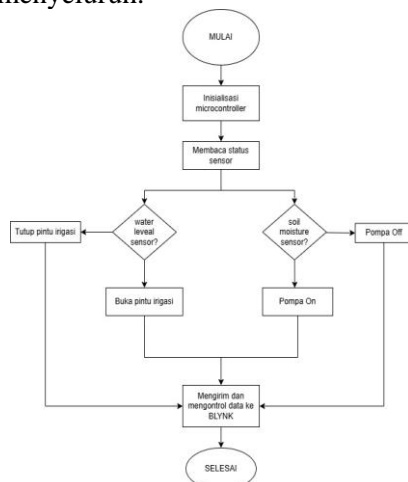 menyeluruh.
MULAI
Inisialisasi
microcontroller
Membaca status
sensor
water
leveal
sensor?
soil
moisture
sensor?
Tutup pintu irigasi
Pompa Off
Buka pintu irigasi
Pompa On
Mengirim dan
mengontrol data ke
BLYNK
SELESAI